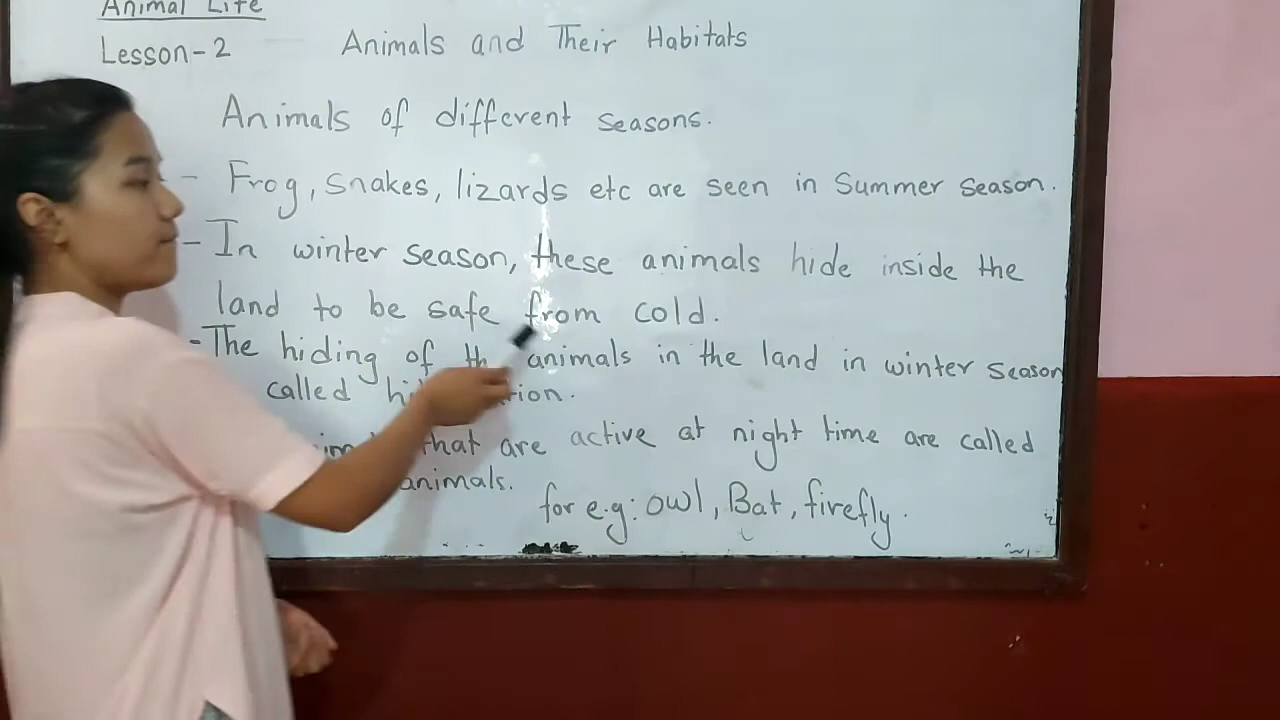 Animal Life
Lesson-2 Animals and Their Habitats
Animals of different seasons.
- Frog, Snakes, lizards etc are seen in Summer season.
- In winter season, these animals hide inside the
land to be safe from cold.
- The hiding of animals in the land in winter season
called
that are active at night time are called
animals.
for e.g: owl, Bat, firefly.